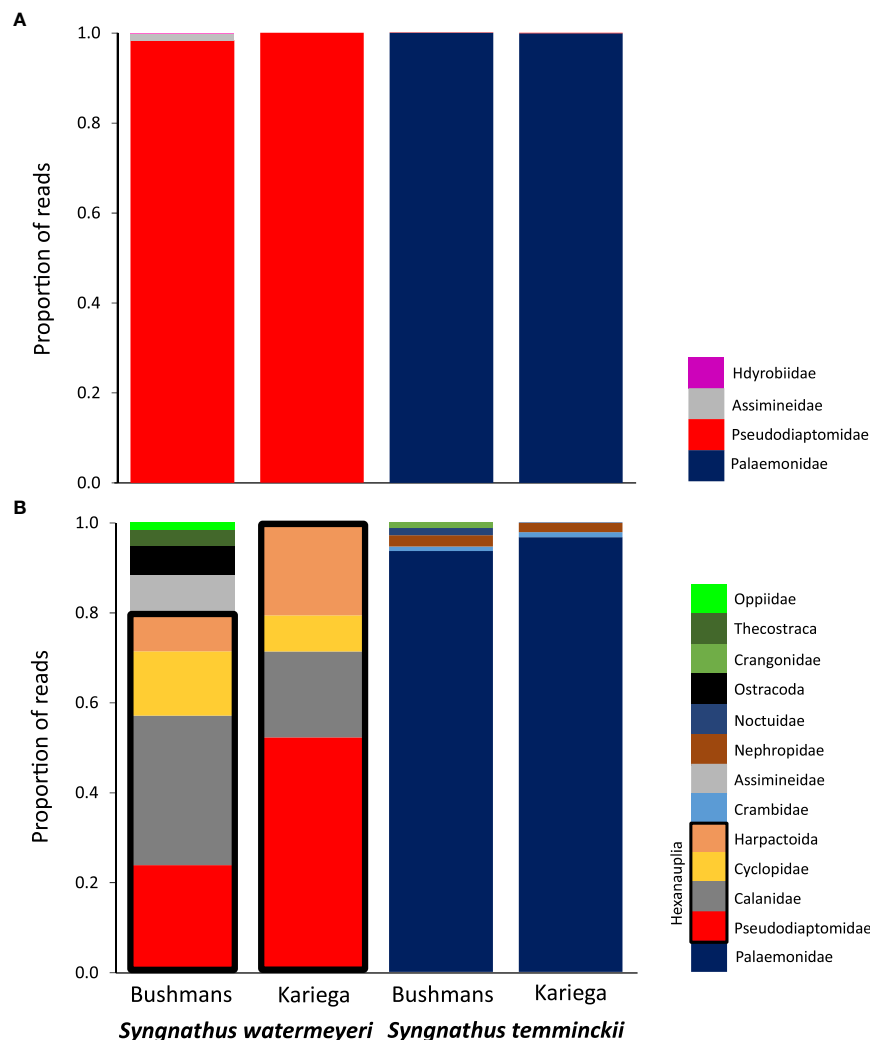 A
Proportion of reads
1.0
0.8
0.6
0.4
0.2
0.0
Hdyrobiidae
Assimineidae
Pseudodiaptomidae
Palaemonidae
B
Proportion of reads
1.0
0.8
0.6
0.4
0.2
0.0
Oppiidae
Thecostraca
Crangonidae
Ostracoda
Noctuidae
Nephropidae
Assimineidae
Crambidae
Hexanauplia
Harpactoida
Cyclopidae
Calanidae
Pseudodiaptomidae
Palaemonidae
Bushmans Kariega Bushmans Kariega
Syngnathus watermeyeri Syngnathus temminckii